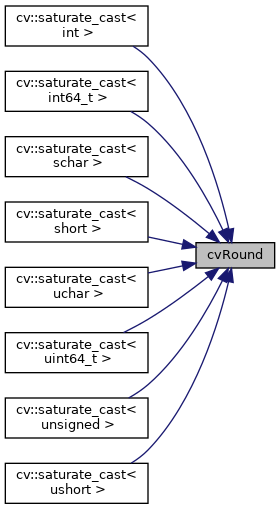 cv::saturate_cast<
int >
cv::saturate_cast<
int64_t >
cv::saturate_cast<
schar >
cv::saturate_cast<
short >
cvRound
cv::saturate_cast<
uchar >
cv::saturate_cast<
uint64_t >
cv::saturate_cast<
unsigned >
cv::saturate_cast<
ushort >